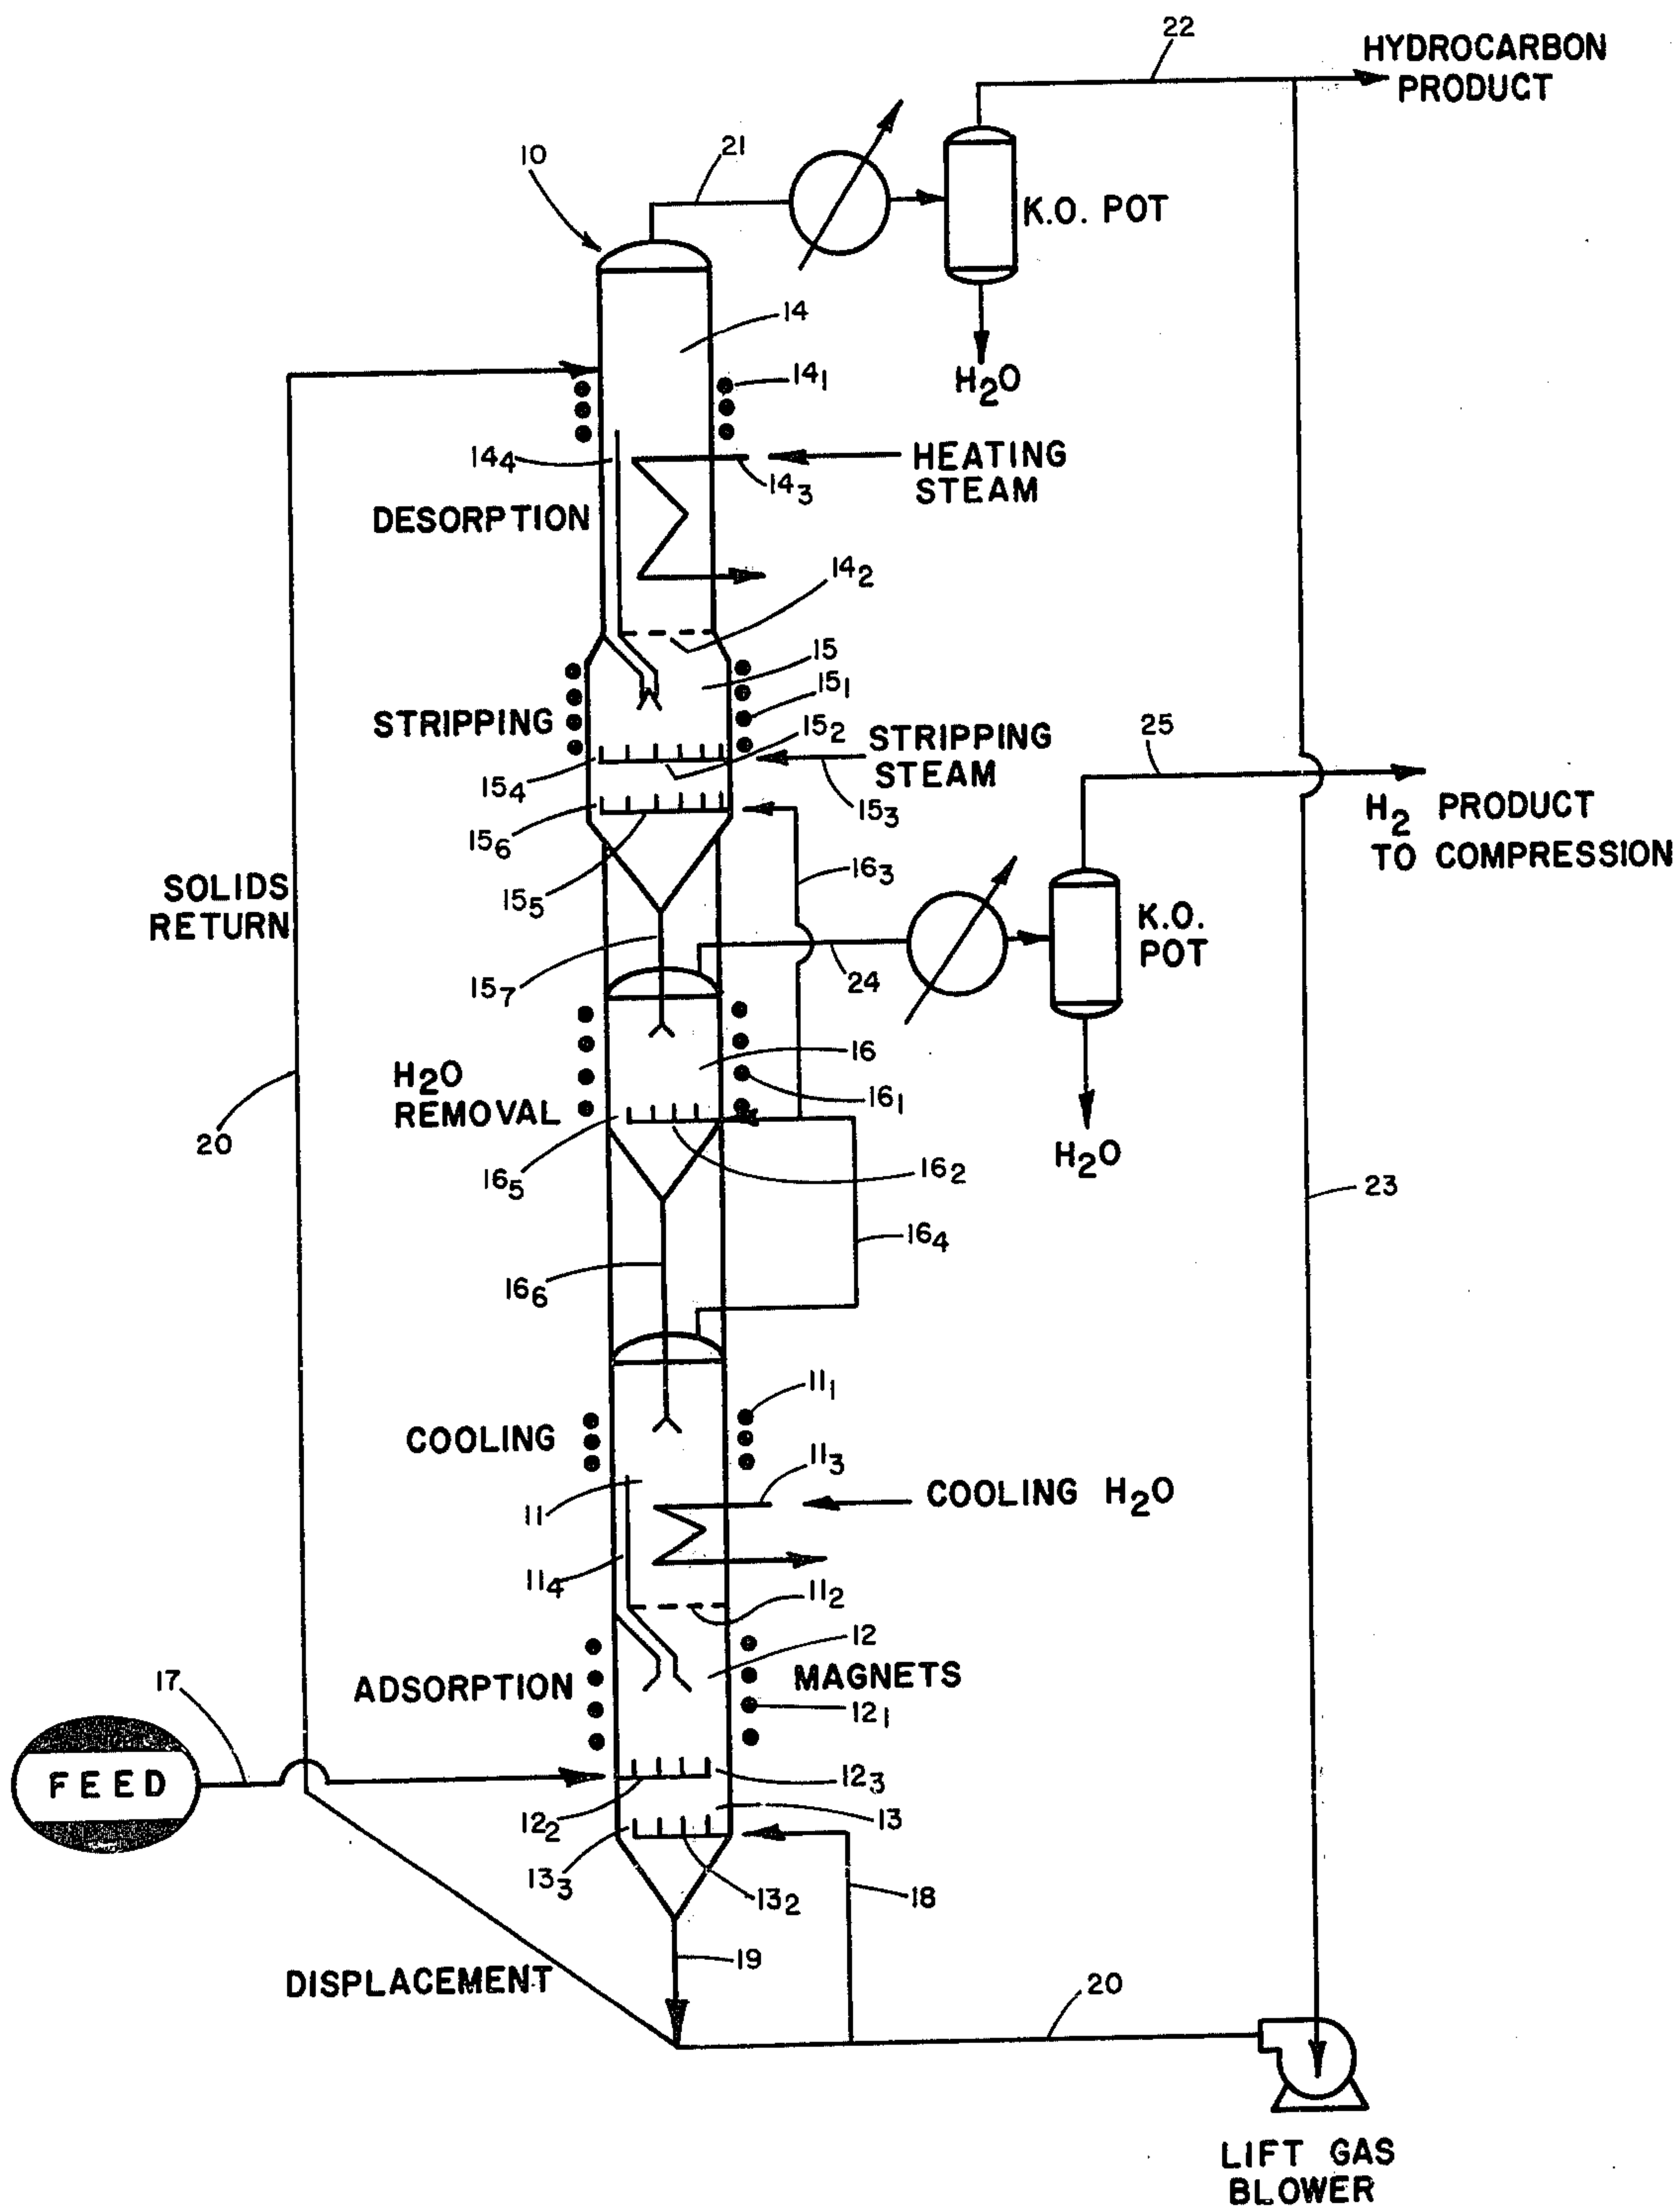 22
HYDROCARBON
PRODUCT
10
21
K.O. POT
14
H2O
14₁
14₄
HEATING
STEAM
14₃
DESORPTION
14₂
15
15₁
STRIPPING
15₂
STRIPPING
STEAM
25
15₄
15₃
H2 PRODUCT
TO COMPRESSION
15₆
16₃
SOLIDS
RETURN
15₅
K.O.
POT
24
15₇
16
H2O
REMOVAL
16₁
20
H2O
16₅
16₂
23
16₄
16₆
11₁
COOLING
11₃
11
COOLING H2O
11₄
11₂
12
17
ADSORPTION
MAGNETS
12₁
FEED
12₃
12₂
13
13₃
13₂
18
19
DISPLACEMENT
20
LIFT GAS
BLOWER